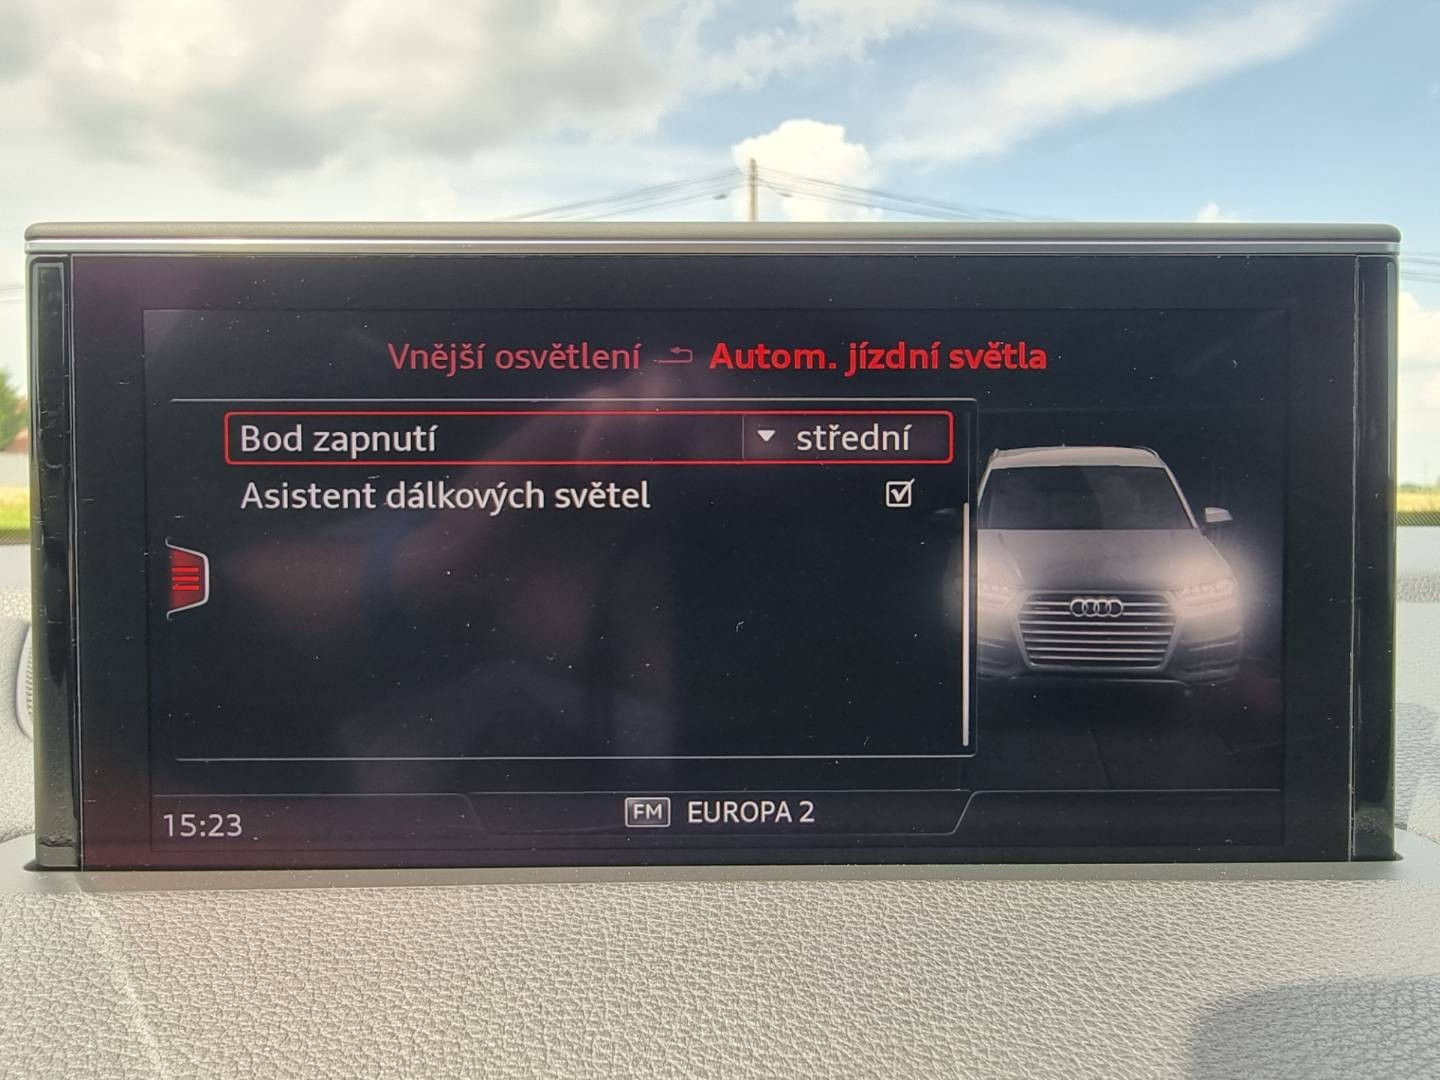 Vnější osvětlení Autom. jízdní světla
Bod zapnutí střední
Asistent dálkových světel
15:23
FM EUROPA 2